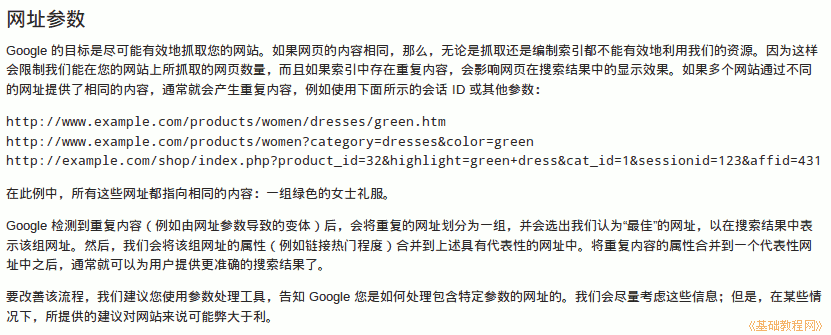 网址参数
Google 的目标是尽可能有效地抓取您的网站。如果网页的内容相同，那么，无论是抓取还是编制索引都不能有效地利用我们的资源。因为这样
会限制我们能在您的网站上所抓取的网页数量，而且如果索引中存在重复内容，会影响网页在搜索结果中的显示效果。如果多个网站通过不同
的网址提供了相同的内容，通常就会产生重复内容，例如使用下面所示的会话 ID 或其他参数：
http://www.example.com/products/women/dresses/green.htm
http://www.example.com/products/women?category=dresses&color=green
http://example.com/shop/index.php?product_id=32&highlight=green+dress&cat_id=1&sessionid=123&affid=431
在此例中，所有这些网址都指向相同的内容：一组绿色的女士礼服。
Google 检测到重复内容（例如由网址参数导致的变体）后，会将重复的网址划分为一组，并会选出我们认为“最佳”的网址，以在搜索结果中表
示该组网址。然后，我们会将该组网址的属性（例如链接热门程度）合并到上述具有代表性的网址中。将重复内容的属性合并到一个代表性网
址中之后，通常就可以为用户提供更准确的搜索结果了。
要改善该流程，我们建议您使用参数处理工具，告知 Google 您是如何处理包含特定参数的网址的。我们会尽量考虑这些信息；但是，在某些情
况下，所提供的建议对网站来说可能弊大于利。
《基础教程网》